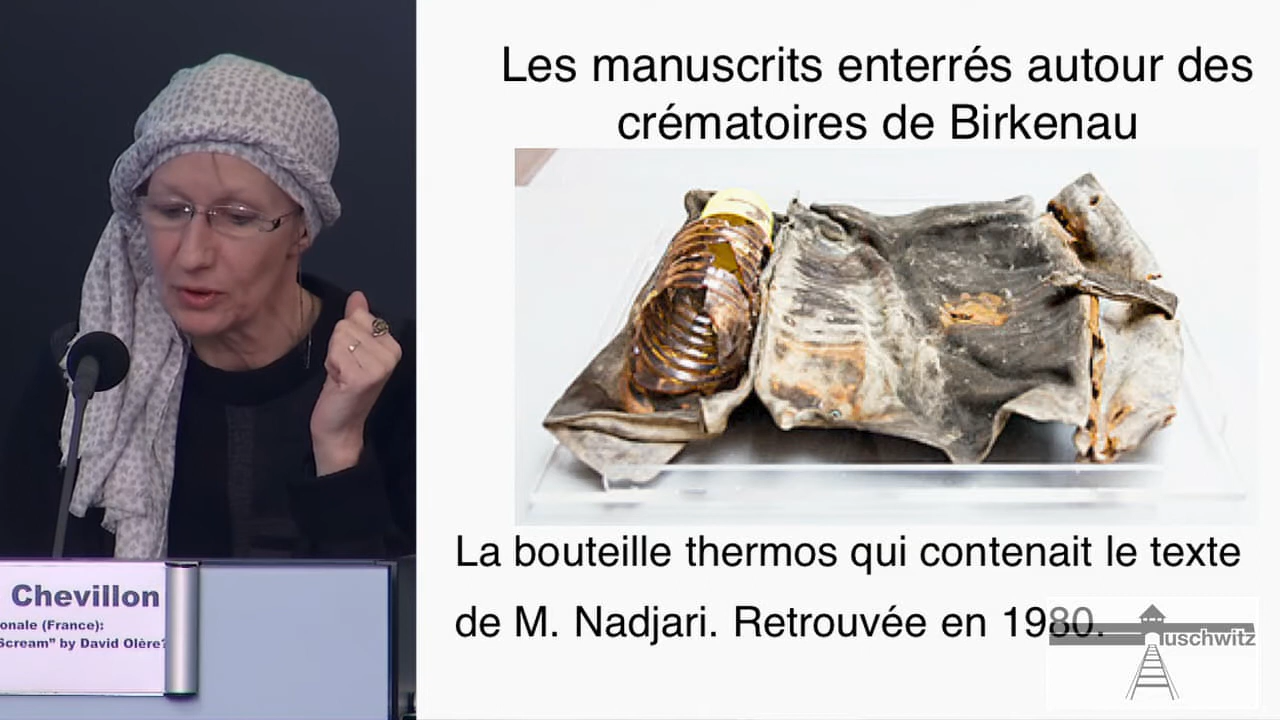 Les manuscrits enterrés autour des
crématoires de Birkenau
La bouteille thermos qui contenait le texte
de M. Nadjari. Retrouvée en 1980.
Chevillon
onale (France):
Scream" by David Olère?
uschwitz